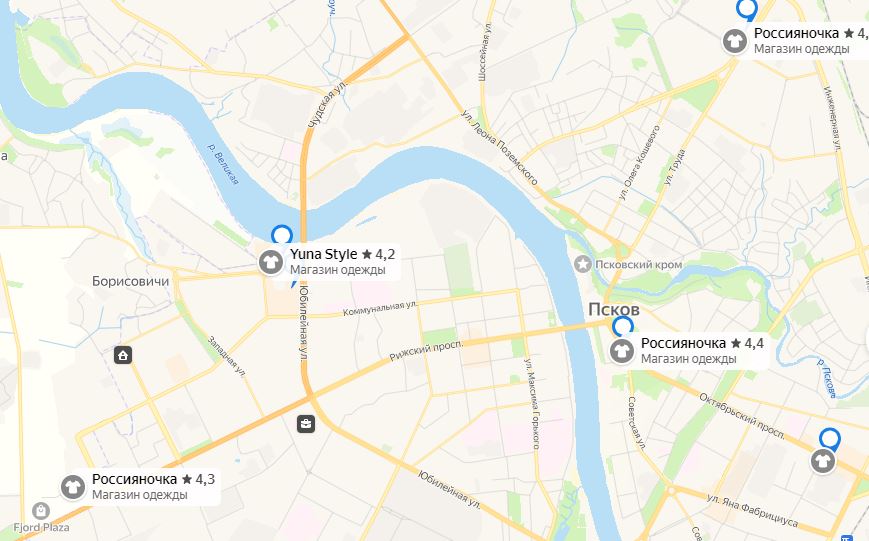 Россияночка ★ 4,
Магазин одежды
Шоссейная ул.
Чудская ул.
Инженерная ул.
ул. Леона Поземского
ул. Олега Кошевого
ул. Труда
р. Великая
а
Yuna Style ★ 4,2
Магазин одежды
Псковский кром
Борисовичи
Юбилейная ул.
Коммунальная ул.
Псков
Россияночка ★ 4,4
Магазин одежды
Рижский просп.
Западная ул.
р. Пскова
ул. Максима Горького
Советская ул.
Октябрьский просп.
Россияночка ★ 4,3
Магазин одежды
Юбилейная ул.
ул. Яна Фабрициуса
Fjord Plaza